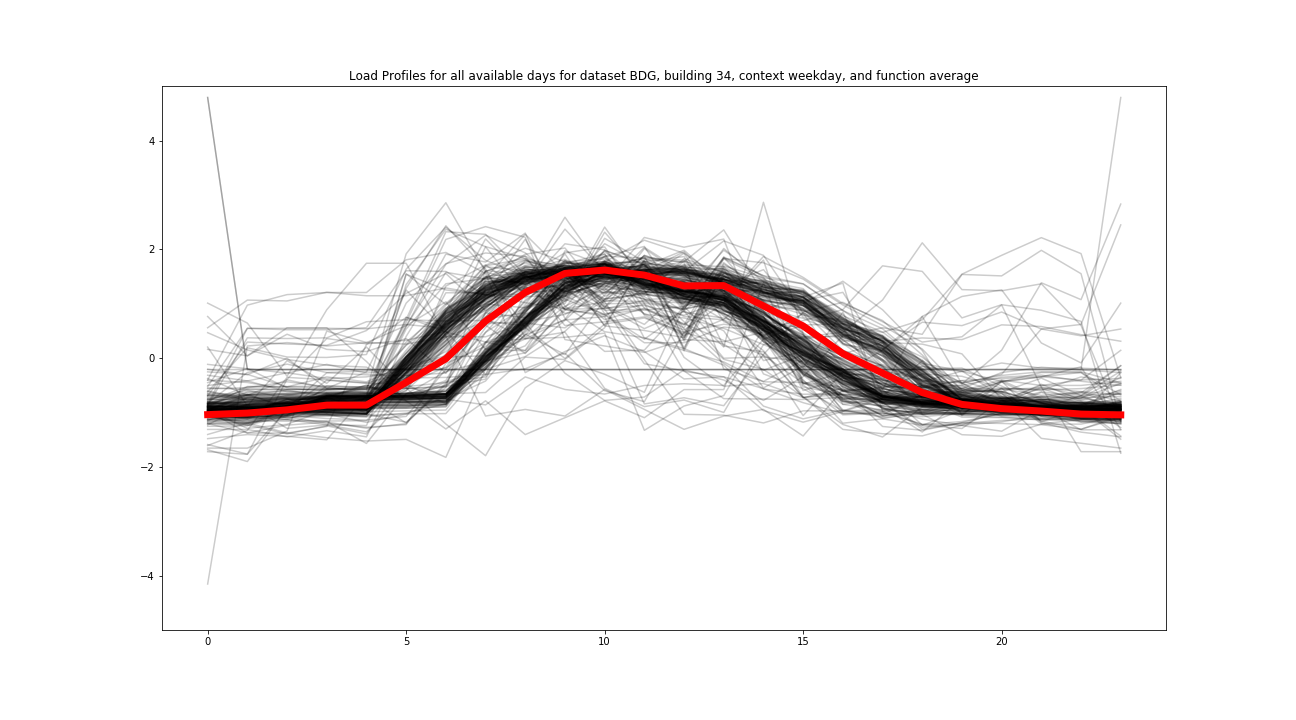 Load Profiles for all available days for dataset BDG, building 34, context weekday, and function average
4
2
0
−2
−4
0 5 10 15 20